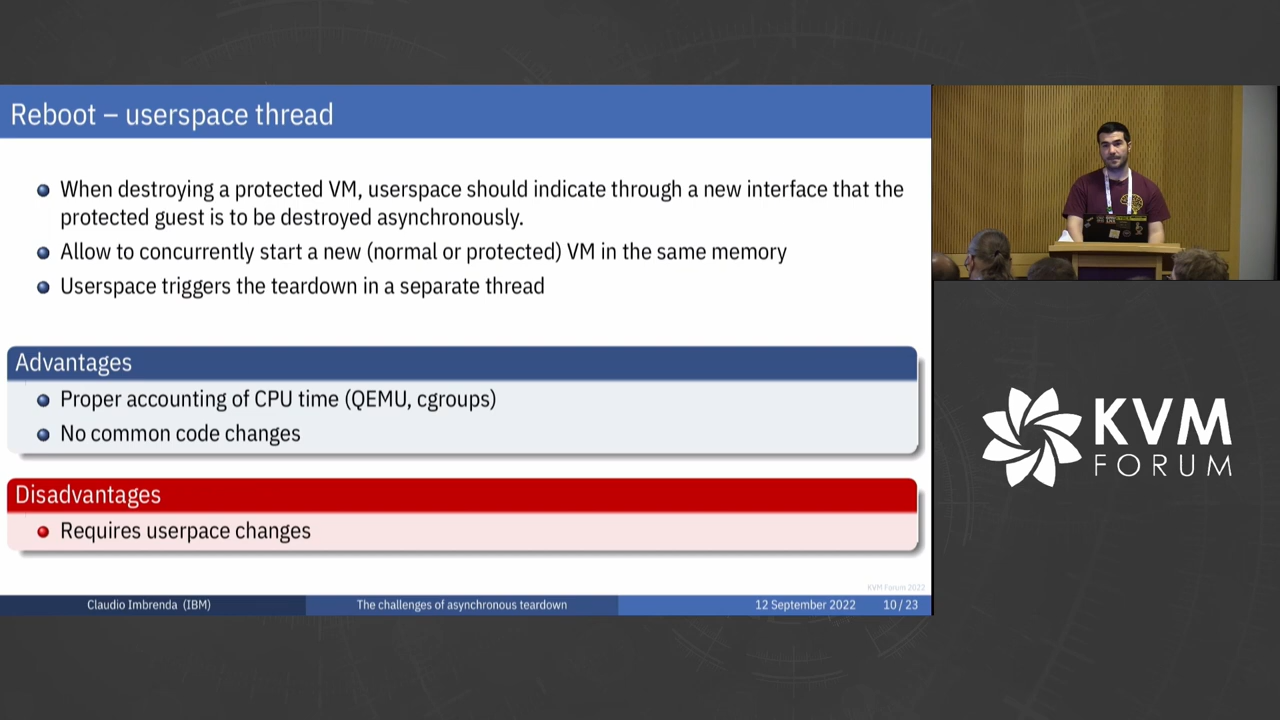 Reboot – userspace thread
When destroying a protected VM, userspace should indicate through a new interface that the
protected guest is to be destroyed asynchronously.
Allow to concurrently start a new (normal or protected) VM in the same memory
Userspace triggers the teardown in a separate thread
Advantages
Proper accounting of CPU time (QEMU, cgroups)
No common code changes
Disadvantages
Requires userpace changes
KVM Forum 2022
Claudio Imbrenda (IBM) The challenges of asynchronous teardown 12 September 2022 10 / 23
KVM
FORUM